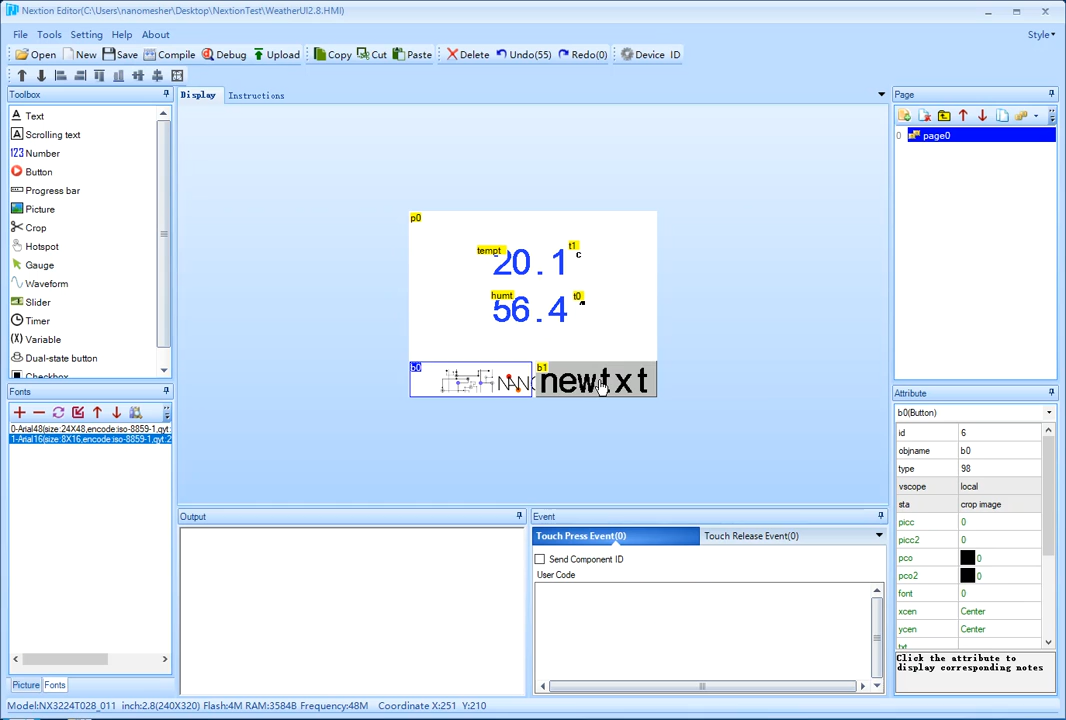 Nextion Editor(C:\Users\nanomesher\Desktop\NextionTest\WeatherUI2.8.HMI)
File Tools Setting Help About Style
Open New Save Compile Debug Upload Copy Cut Paste Delete Undo(55) Redo(0) Device ID
Toolbox
Text
Scrolling text
123 Number
Button
Progress bar
Picture
Crop
Hotspot
Gauge
Waveform
Slider
Timer
(X) Variable
Dual-state button
Checkbox
Fonts
0-Arial48(size:24X48,encode:iso-8859-1,qyt:
1-Arial16(size:8X16,encode:iso-8859-1,qyt:2
Picture Fonts
Display Instructions
p0
tempt 20.1 t1 c
humt 56.4 t0
b0 b1
newtxt
Output
Event
Touch Press Event(0) Touch Release Event(0)
Send Component ID
User Code
Page
0 page0
Attribute
b0(Button)
id 6
objname b0
type 98
vscope local
sta crop image
picc 0
picc2 0
pco 0
pco2 0
font 0
xcen Center
ycen Center
txt
Click the attribute to
display corresponding notes
Model:NX3224T028_011 inch:2.8(240X320) Flash:4M RAM:3584B Frequency:48M Coordinate X:251 Y:210